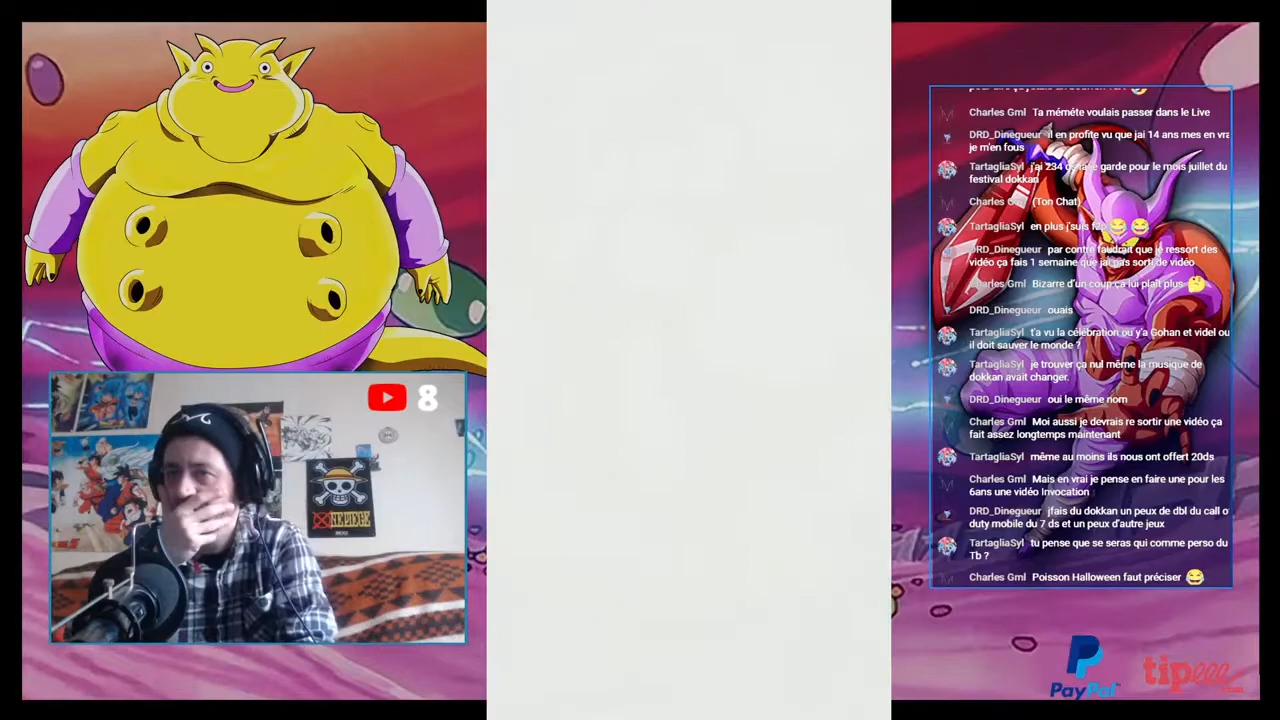 8
Charles Gml Ta mémète voulais passer dans le Live
DRD_Dinegueur il en profite vu que jai 14 ans mes en vra
je m'en fous
TartagliaSyl j'ai 234 garde pour le mois juillet du
festival dokkan
Charles Gml (Ton Chat)
TartagliaSyl en plus j'suis f2p 😂 😂
DRD_Dinegueur par contre faudrait que je ressort des
vidéo ça fais 1 semaine que jai pas sorti de vidéo
Charles Gml Bizarre d'un coup ça lui plaît plus 🤔
DRD_Dinegueur ouais
TartagliaSyl t'a vu la célébration ou y'a Gohan et videl ou
il doit sauver le monde ?
TartagliaSyl je trouver ça nul même la musique de
dokkan avait changer.
DRD_Dinegueur oui le même nom
Charles Gml Moi aussi je devrais re sortir une vidéo ça
fait assez longtemps maintenant
TartagliaSyl même au moins ils nous ont offert 20ds
Charles Gml Mais en vrai je pense en faire une pour les
6ans une vidéo Invocation
DRD_Dinegueur jfais du dokkan un peux de dbl du call o
duty mobile du 7 ds et un peux d'autre jeux
TartagliaSyl tu pense que se seras qui comme perso du
Tb ?
Charles Gml Poisson Halloween faut préciser 😂
PayPal
tipeee